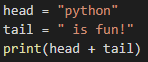 head = "python"
tail = " is fun!"
print(head + tail)